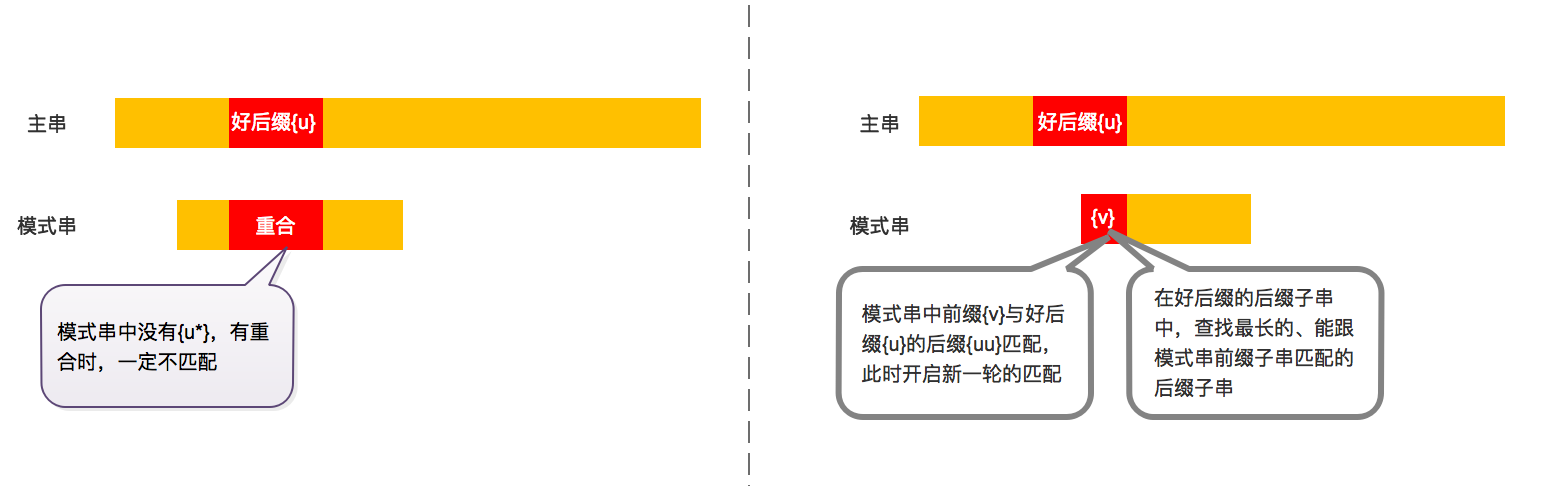 主串
好后缀{u}
模式串
重合
模式串中没有{u*}，有重
合时，一定不匹配
主串
好后缀{u}
模式串
{v}
模式串中前缀{v}与好后
缀{u}的后缀{uu}匹配，
此时开启新一轮的匹配
在好后缀的后缀子串
中，查找最长的、能跟
模式串前缀子串匹配的
后缀子串